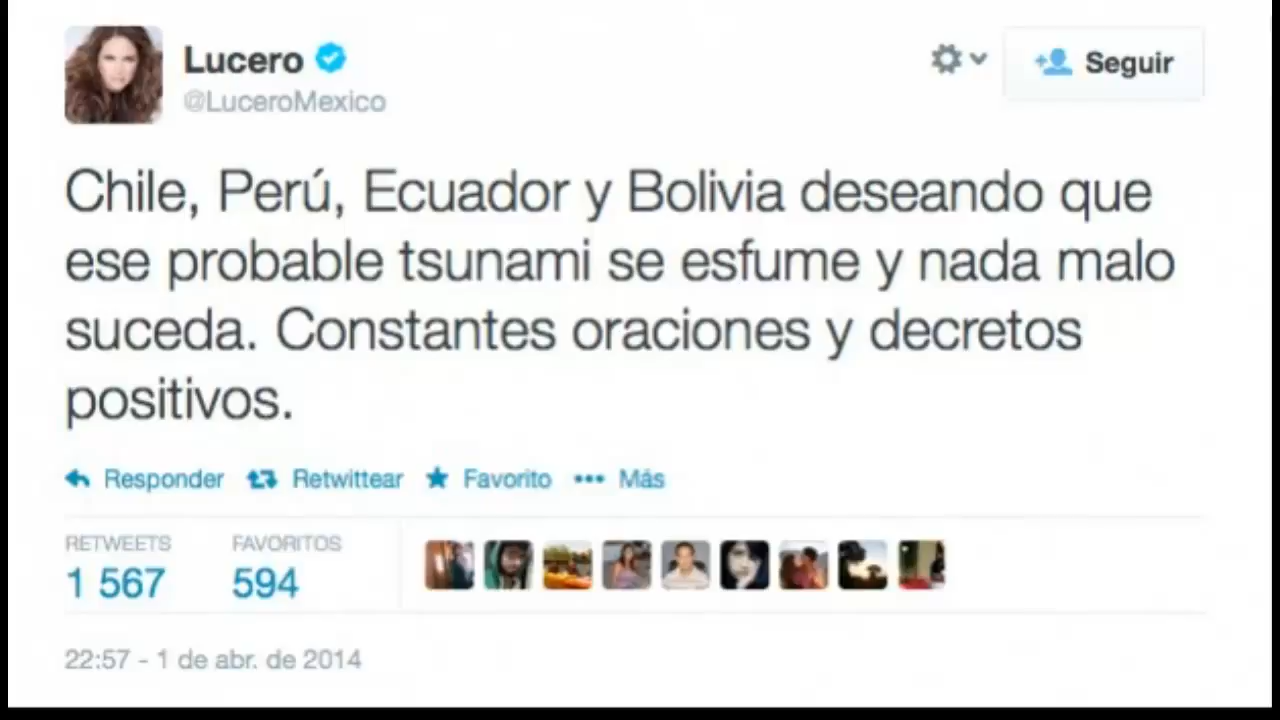 Lucero
@LuceroMexico
Seguir
Chile, Perú, Ecuador y Bolivia deseando que
ese probable tsunami se esfume y nada malo
suceda. Constantes oraciones y decretos
positivos.
Responder Retwittear Favorito ••• Más
RETWEETS FAVORITOS
1 567 594
22:57 - 1 de abr. de 2014